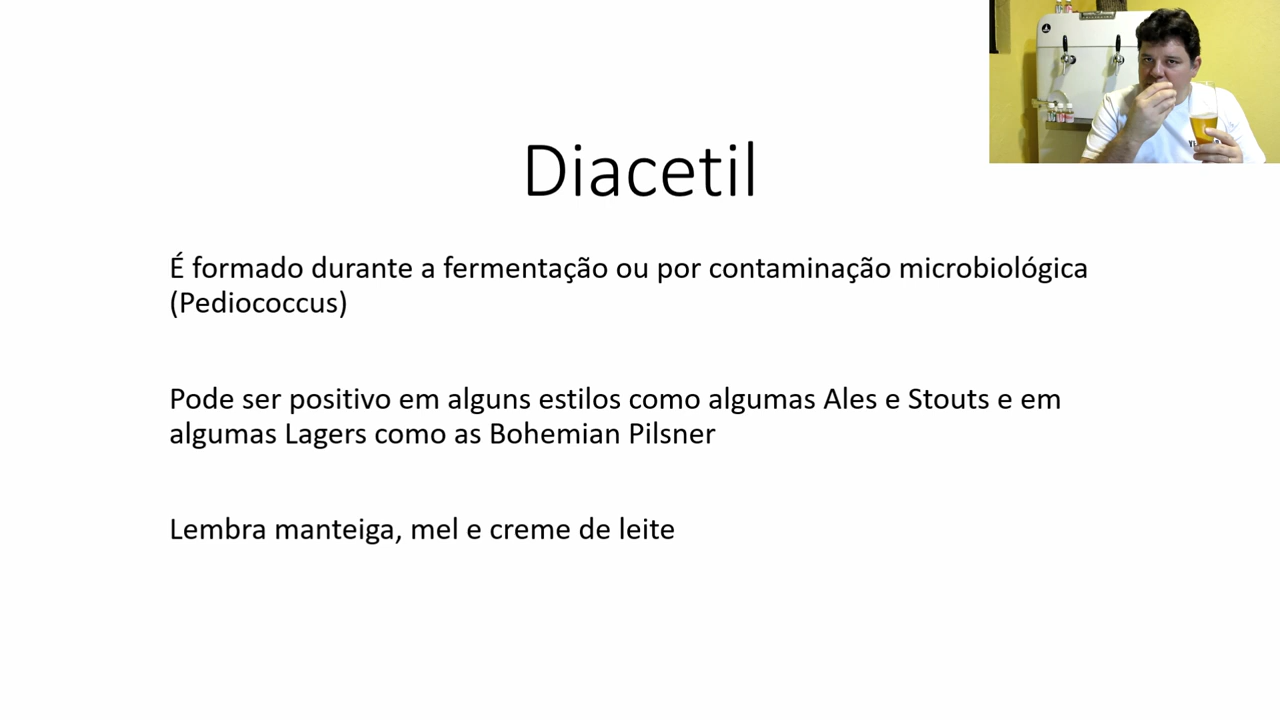 Diacetil
É formado durante a fermentação ou por contaminação microbiológica
(Pediococcus)
Pode ser positivo em alguns estilos como algumas Ales e Stouts e em
algumas Lagers como as Bohemian Pilsner
Lembra manteiga, mel e creme de leite